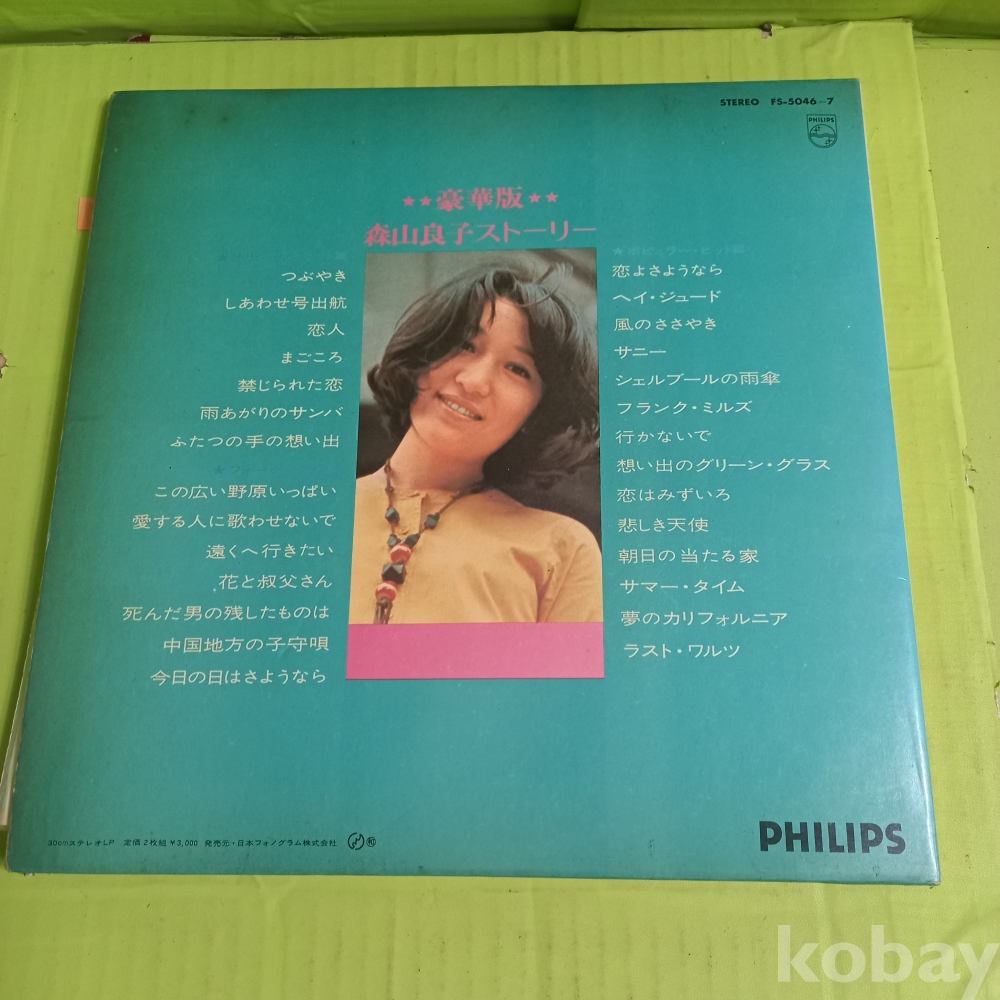 STEREO FS-5046~7
PHILIPS
★★豪華版★★
森山良子ストーリー
つぶやき
しあわせ号出航
恋人
まごころ
禁じられた恋
雨あがりのサンバ
ふたつの手の想い出
この広い野原いっぱい
愛する人に歌わせないで
遠くへ行きたい
花と叔父さん
死んだ男の残したものは
中国地方の子守唄
今日の日はさようなら
★ポピュラー・ヒット編
恋よさようなら
ヘイ・ジュード
風のささやき
サニー
シェルブールの雨傘
フランク・ミルズ
行かないで
想い出のグリーン・グラス
恋はみずいろ
悲しき天使
朝日の当たる家
サマー・タイム
夢のカリフォルニア
ラスト・ワルツ
30cmステレオLP 定価2枚組¥3,000 発売元・日本フォノグラム株式会社
PHILIPS
kobay